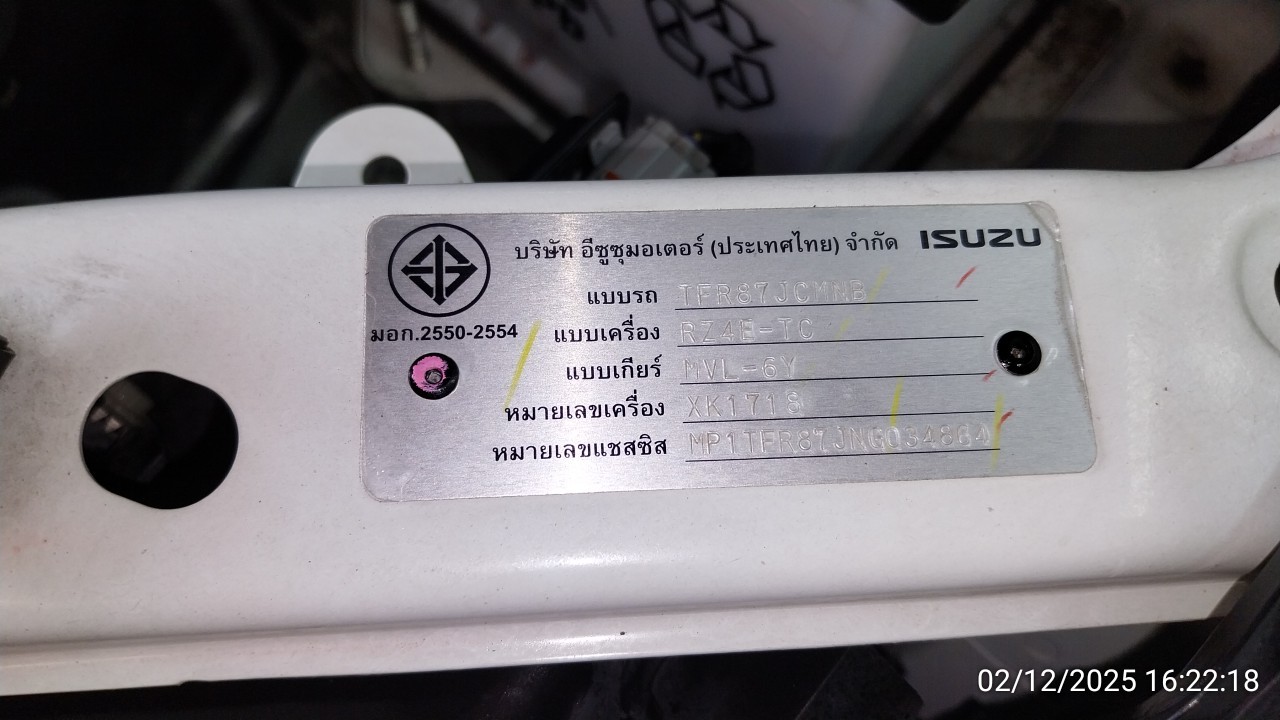 บริษัท อีซูซุมอเตอร์ (ประเทศไทย) จำกัด ISUZU
แบบรถ TFR87JCMNB
มอก.2550-2554 แบบเครื่อง RZ4E-TC
แบบเกียร์ MVL-6Y
หมายเลขเครื่อง XK1718
หมายเลขแชสซิส
02/12/2025 16:22:18